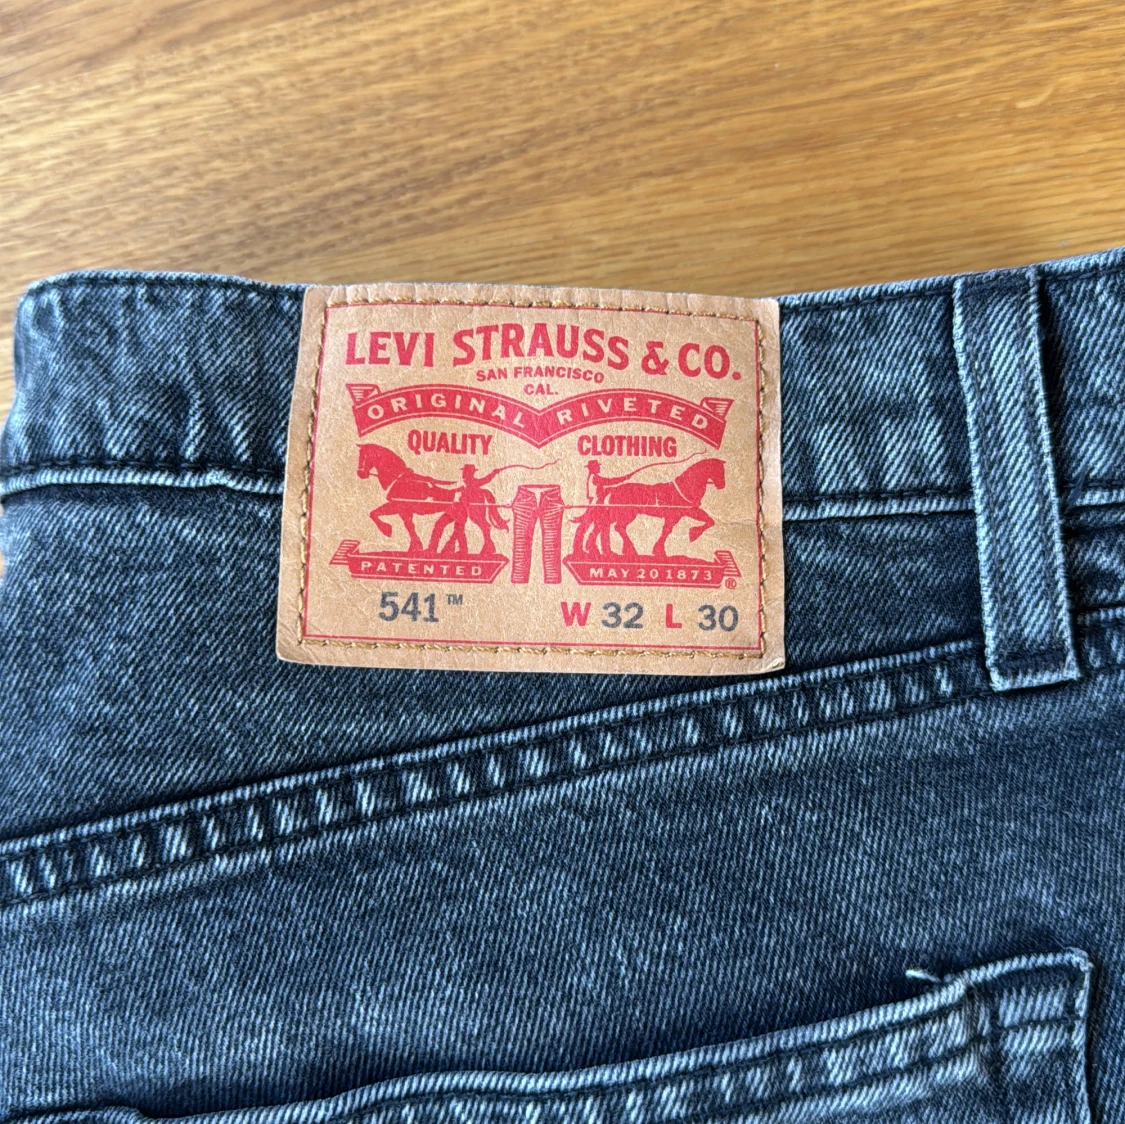 LEVI STRAUSS & CO.
SAN FRANCISCO
CAL.
ORIGINAL RIVETED
QUALITY CLOTHING
PATENTED MAY 20 1873 ®
541™ W 32 L 30